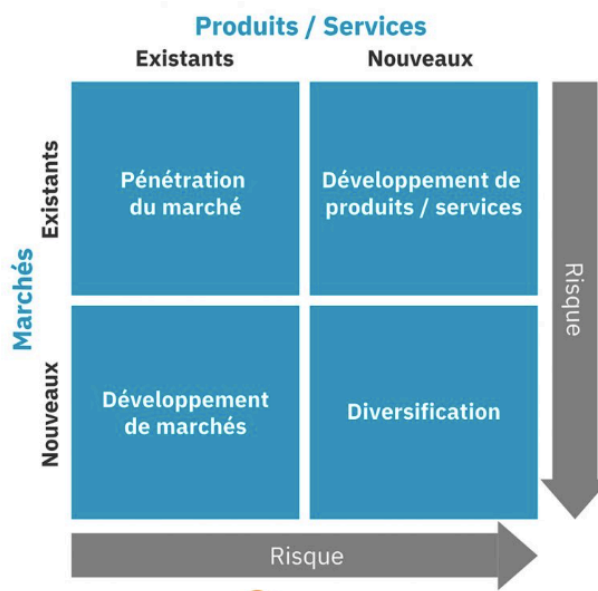 Produits / Services
Existants Nouveaux
Marchés
Existants
Pénétration
du marché
Développement de
produits / services
Risque
Nouveaux
Développement
de marchés
Diversification
Risque